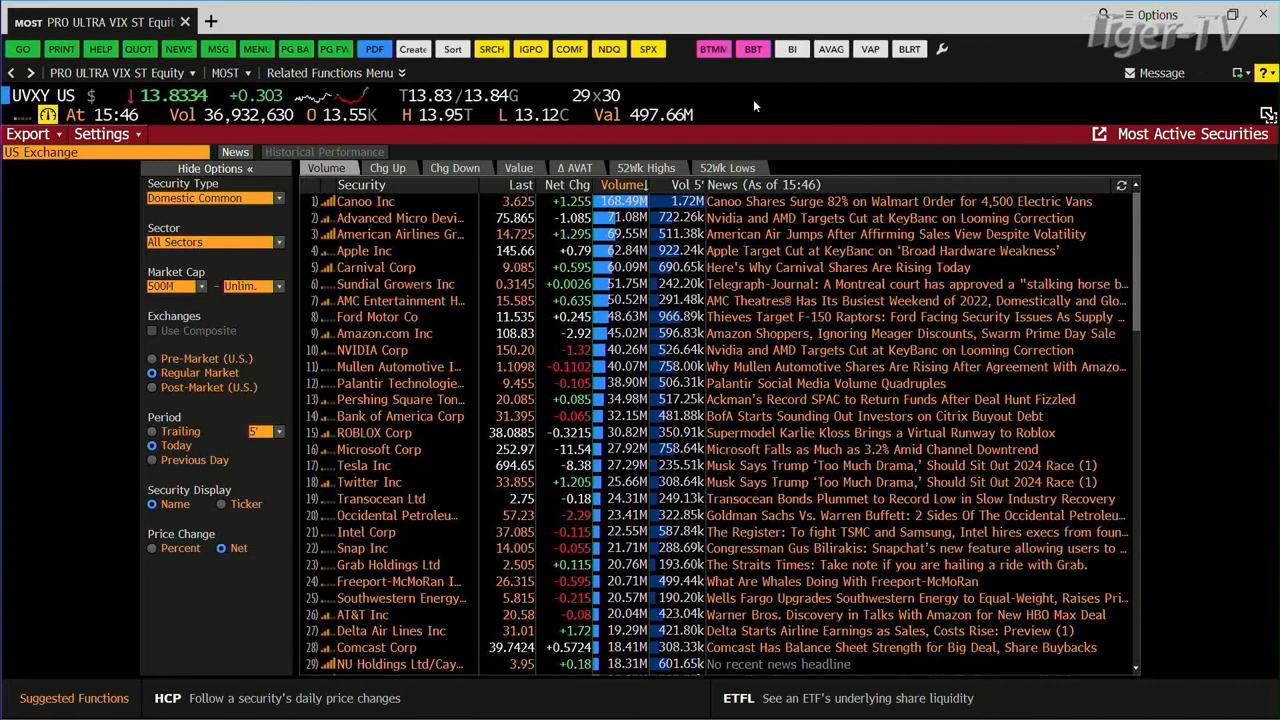 MOST PRO ULTRA VIX ST Equit × +
Options
Tiger-TV
GO PRINT HELP QUOT NEWS MSG MENU PG BA PG FW PDF Create Sort SRCH IGPO COMF NDQ SPX BTMM BBT BI AVAG VAP BLRT
PRO ULTRA VIX ST Equity MOST Related Functions Menu Message ?
UVXY US $ 13.8334 +0.303 T13.83/13.84G 29x30
At 15:46 Vol 36,932,630 O 13.55K H 13.95T L 13.12C Val 497.66M
Export Settings Most Active Securities
US Exchange News Historical Performance
Hide Options «
Volume Chg Up Chg Down Value Δ AVAT 52Wk Highs 52Wk Lows
Security Type
Domestic Common
Sector
All Sectors
Market Cap
500M - Unlim.
Exchanges
Use Composite
Pre-Market (U.S.)
Regular Market
Post-Market (U.S.)
Period
Trailing 5'
Today
Previous Day
Security Display
Name Ticker
Price Change
Percent Net
Security Last Net Chg Volume↓ Vol 5' News (As of 15:46)
1) Canoo Inc 3.625 +1.255 168.49M 1.72M Canoo Shares Surge 82% on Walmart Order for 4,500 Electric Vans
2) Advanced Micro Devi... 75.865 -1.085 71.08M 722.26k Nvidia and AMD Targets Cut at KeyBanc on Looming Correction
3) American Airlines Gr... 14.725 +1.295 69.55M 511.38k American Air Jumps After Affirming Sales View Despite Volatility
4) Apple Inc 145.66 +0.79 62.84M 922.24k Apple Target Cut at KeyBanc on ‘Broad Hardware Weakness’
5) Carnival Corp 9.085 +0.595 60.09M 690.65k Here's Why Carnival Shares Are Rising Today
6) Sundial Growers Inc 0.3145 +0.0026 51.75M 242.20k Telegraph-Journal: A Montreal court has approved a "stalking horse b...
7) AMC Entertainment H... 15.585 +0.635 50.52M 291.48k AMC Theatres® Has Its Busiest Weekend of 2022, Domestically and Glo...
8) Ford Motor Co 11.535 +0.245 48.63M 966.89k Thieves Target F-150 Raptors: Ford Facing Security Issues As Supply ...
9) Amazon.com Inc 108.83 -2.92 45.02M 596.83k Amazon Shoppers, Ignoring Meager Discounts, Swarm Prime Day Sale
10) NVIDIA Corp 150.20 -1.32 40.26M 526.64k Nvidia and AMD Targets Cut at KeyBanc on Looming Correction
11) Mullen Automotive I... 1.1098 -0.1102 40.07M 758.00k Why Mullen Automotive Shares Are Rising After Agreement With Amazo...
12) Palantir Technologie... 9.455 -0.105 38.90M 506.31k Palantir Social Media Volume Quadruples
13) Pershing Square Ton... 20.085 +0.085 34.98M 517.25k Ackman's Record SPAC to Return Funds After Deal Hunt Fizzled
14) Bank of America Corp 31.395 -0.065 32.15M 481.88k BofA Starts Sounding Out Investors on Citrix Buyout Debt
15) ROBLOX Corp 38.0885 -0.3215 30.82M 350.91k Supermodel Karlie Kloss Brings a Virtual Runway to Roblox
16) Microsoft Corp 252.97 -11.54 27.92M 758.64k Microsoft Falls as Much as 3.2% Amid Channel Downtrend
17) Tesla Inc 694.65 -8.38 27.29M 235.51k Musk Says Trump ‘Too Much Drama,’ Should Sit Out 2024 Race (1)
18) Twitter Inc 33.855 +1.205 25.66M 308.64k Musk Says Trump ‘Too Much Drama,’ Should Sit Out 2024 Race (1)
19) Transocean Ltd 2.75 -0.18 24.31M 249.13k Transocean Bonds Plummet to Record Low in Slow Industry Recovery
20) Occidental Petroleu... 57.23 -2.29 23.41M 322.85k Goldman Sachs Vs. Warren Buffett: 2 Sides Of The Occidental Petroleu...
21) Intel Corp 37.085 -0.115 22.55M 587.84k The Register: To fight TSMC and Samsung, Intel hires execs from foun...
22) Snap Inc 14.005 -0.055 21.71M 288.69k Congressman Gus Bilirakis: Snapchat's new feature allowing users to ...
23) Grab Holdings Ltd 2.505 +0.115 20.76M 193.60k The Straits Times: Take note if you are hailing a ride with Grab.
24) Freeport-McMoRan I... 26.315 -0.595 20.71M 499.44k What Are Whales Doing With Freeport-McMoRan
25) Southwestern Energy... 5.815 -0.215 20.57M 190.20k Wells Fargo Upgrades Southwestern Energy to Equal-Weight, Raises Pri...
26) AT&T Inc 20.58 -0.08 20.04M 423.04k Warner Bros. Discovery in Talks With Amazon for New HBO Max Deal
27) Delta Air Lines Inc 31.01 +1.72 19.29M 421.80k Delta Starts Airline Earnings as Sales, Costs Rise: Preview (1)
28) Comcast Corp 39.7424 +0.5724 18.41M 308.33k Comcast Has Balance Sheet Strength for Big Deal, Share Buybacks
29) NU Holdings Ltd/Cay... 3.95 +0.18 18.31M 601.65k No recent news headline
Suggested Functions HCP Follow a security's daily price changes ETFL See an ETF's underlying share liquidity